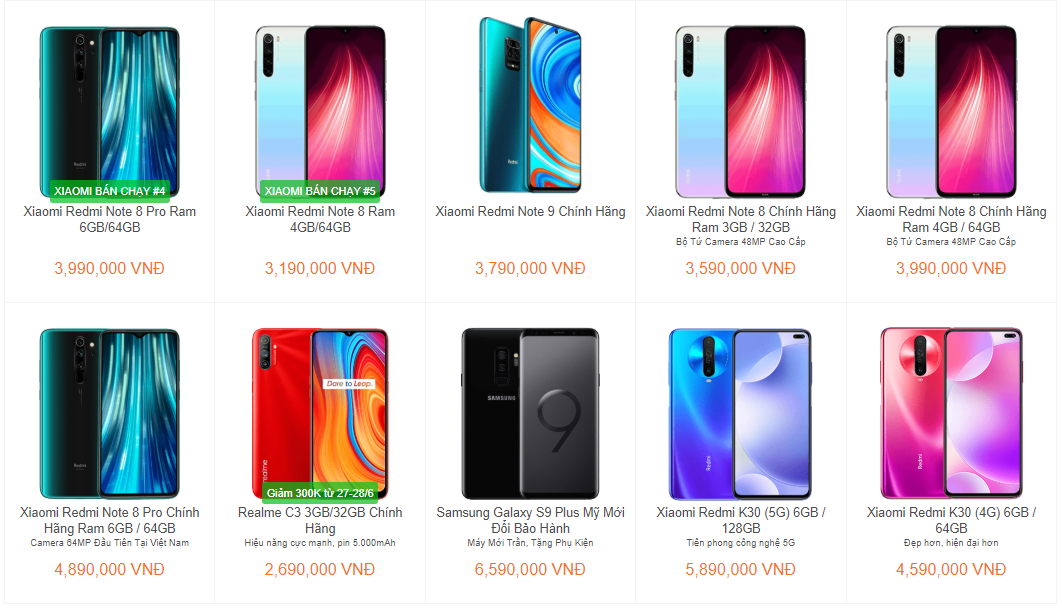 XIAOMI BÁN CHẠY #4
Xiaomi Redmi Note 8 Pro Ram
6GB/64GB
3,990,000 VNĐ
XIAOMI BÁN CHẠY #5
Xiaomi Redmi Note 8 Ram
4GB/64GB
3,190,000 VNĐ
Redmi
Xiaomi Redmi Note 9 Chính Hãng
3,790,000 VNĐ
Xiaomi Redmi Note 8 Chính Hãng
Ram 3GB / 32GB
Bộ Tứ Camera 48MP Cao Cấp
3,590,000 VNĐ
Xiaomi Redmi Note 8 Chính Hãng
Ram 4GB / 64GB
Bộ Tứ Camera 48MP Cao Cấp
3,990,000 VNĐ
Redmi
Xiaomi Redmi Note 8 Pro Chính
Hãng Ram 6GB / 64GB
Camera 64MP Đầu Tiên Tại Việt Nam
4,890,000 VNĐ
realme
Dare to Leap.
Giảm 300K từ 27-28/6
Realme C3 3GB/32GB Chính
Hãng
Hiệu năng cực mạnh, pin 5.000mAh
2,690,000 VNĐ
SAMSUNG
9
Samsung Galaxy S9 Plus Mỹ Mới
Đổi Bảo Hành
Máy Mới Trần, Tặng Phụ Kiện
6,590,000 VNĐ
Redmi
Xiaomi Redmi K30 (5G) 6GB /
128GB
Tiên phong công nghệ 5G
5,890,000 VNĐ
Redmi
Xiaomi Redmi K30 (4G) 6GB /
64GB
Đẹp hơn, hiện đại hơn
4,590,000 VNĐ